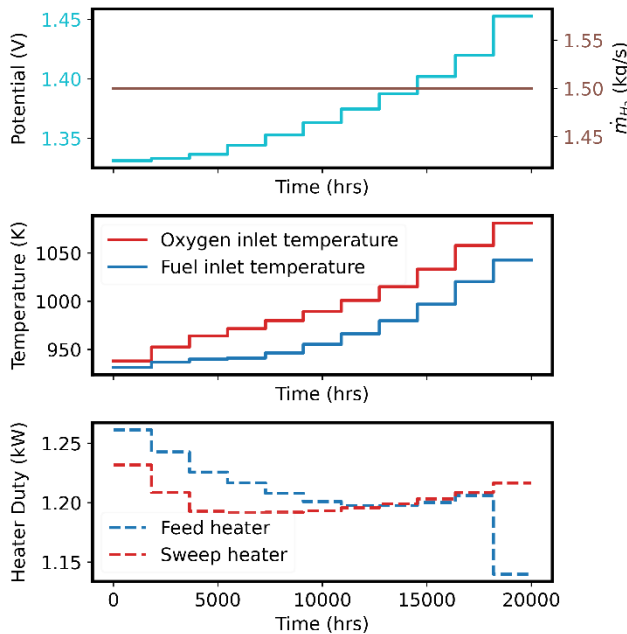 Potential (V)
1.45
1.40
1.35
1.55
1.50
1.45
ṁ_H₂ (kg/s)
Time (hrs)
Temperature (K)
1050
1000
950
Oxygen inlet temperature
Fuel inlet temperature
Time (hrs)
Heater Duty (kW)
1.25
1.20
1.15
Feed heater
Sweep heater
0 5000 10000 15000 20000
Time (hrs)